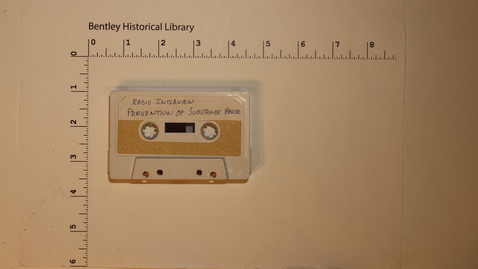 Bentley Historical Library
0 1 2 3 4 5 6 7 8
0
1
2
3
4
5
6
RADIO INTERVIEW
PREVENTION OF SUBSTANCE ABUSE